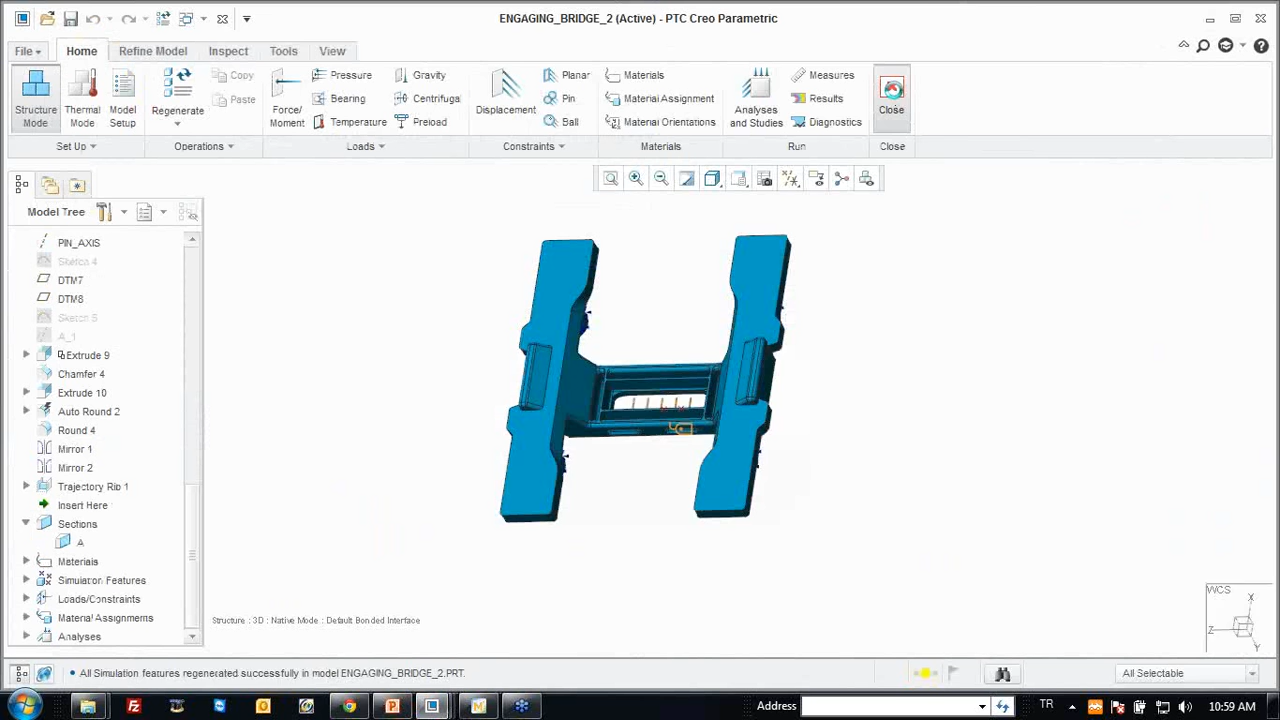 ENGAGING_BRIDGE_2 (Active) - PTC Creo Parametric
File
Home
Refine Model
Inspect
Tools
View
Structure Mode
Thermal Mode
Model Setup
Set Up
Regenerate
Copy
Paste
Operations
Force/Moment
Pressure
Bearing
Temperature
Gravity
Centrifuga
Preload
Loads
Displacement
Planar
Pin
Ball
Constraints
Materials
Material Assignment
Material Orientations
Materials
Analyses and Studies
Measures
Results
Diagnostics
Run
Close
Close
Model Tree
PIN_AXIS
Sketch 4
DTM7
DTM8
Sketch 5
A_1
Extrude 9
Chamfer 4
Extrude 10
Auto Round 2
Round 4
Mirror 1
Mirror 2
Trajectory Rib 1
Insert Here
Sections
A
Materials
Simulation Features
Loads/Constraints
Material Assignments
Analyses
Structure : 3D : Native Mode : Default Bonded Interface
WCS
X
Z
Y
• All Simulation features regenerated successfully in model ENGAGING_BRIDGE_2.PRT.
All Selectable
Address
TR
10:59 AM